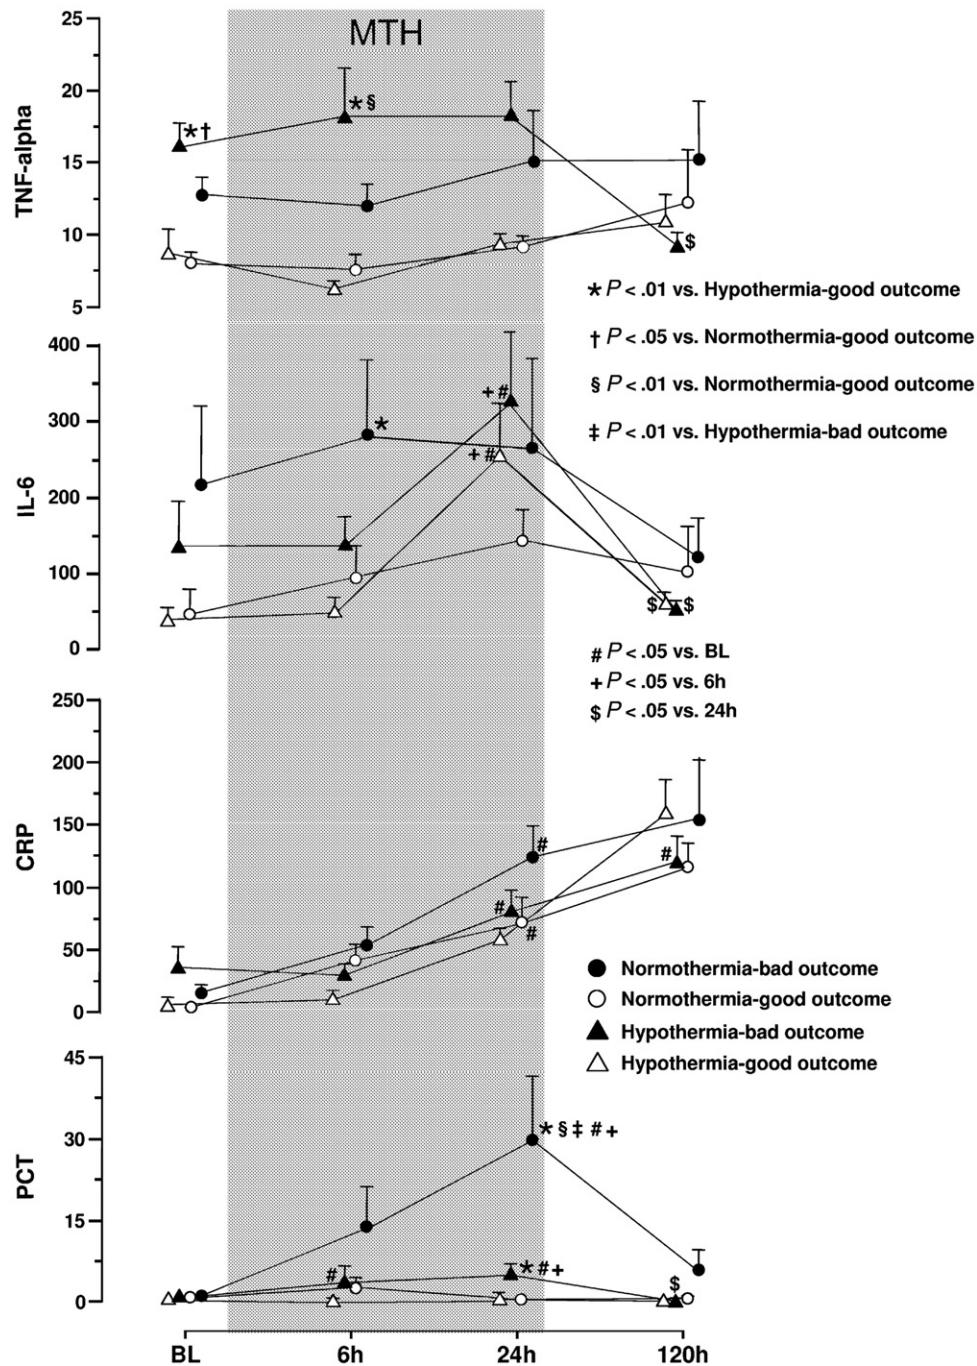 MTH
25
20
15
10
5
TNF-alpha
*†
*§
$
* P < .01 vs. Hypothermia-good outcome
† P < .05 vs. Normothermia-good outcome
§ P < .01 vs. Normothermia-good outcome
‡ P < .01 vs. Hypothermia-bad outcome
400
300
200
100
0
IL-6
*
+ #
+ #
$ $
# P < .05 vs. BL
+ P < .05 vs. 6h
$ P < .05 vs. 24h
250
200
150
100
50
0
CRP
#
#
#
#
Normothermia-bad outcome
Normothermia-good outcome
Hypothermia-bad outcome
Hypothermia-good outcome
45
30
15
0
PCT
* § ‡ # +
#
* # +
$
BL 6h 24h 120h